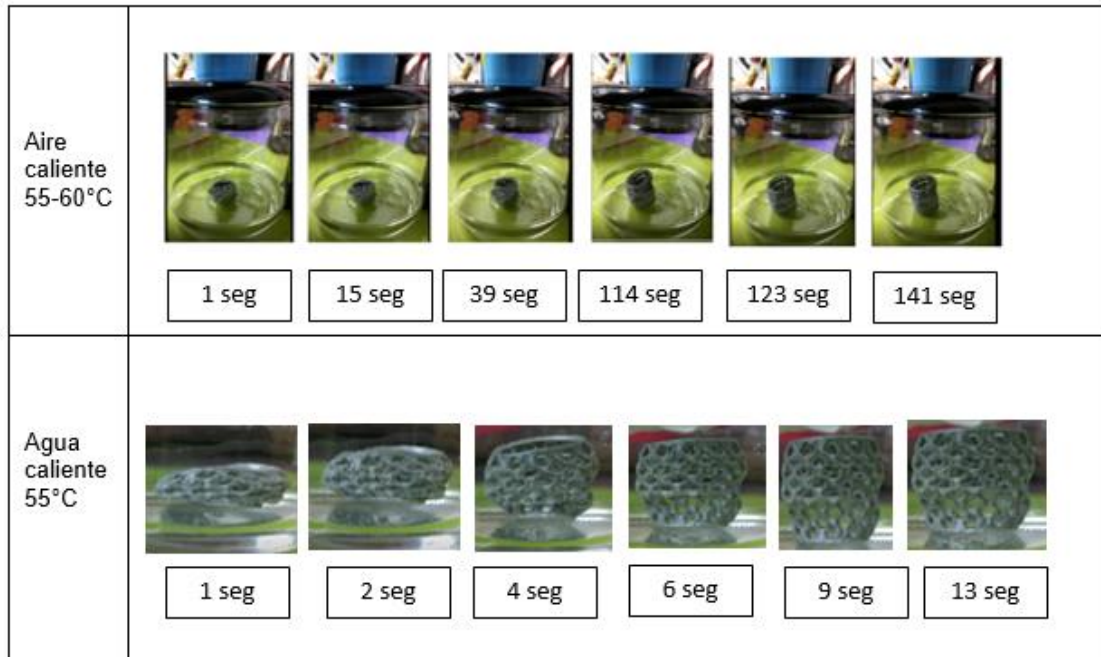 Aire
caliente
55-60°C
1 seg
15 seg
39 seg
114 seg
123 seg
141 seg
Agua
caliente
55°C
1 seg
2 seg
4 seg
6 seg
9 seg
13 seg